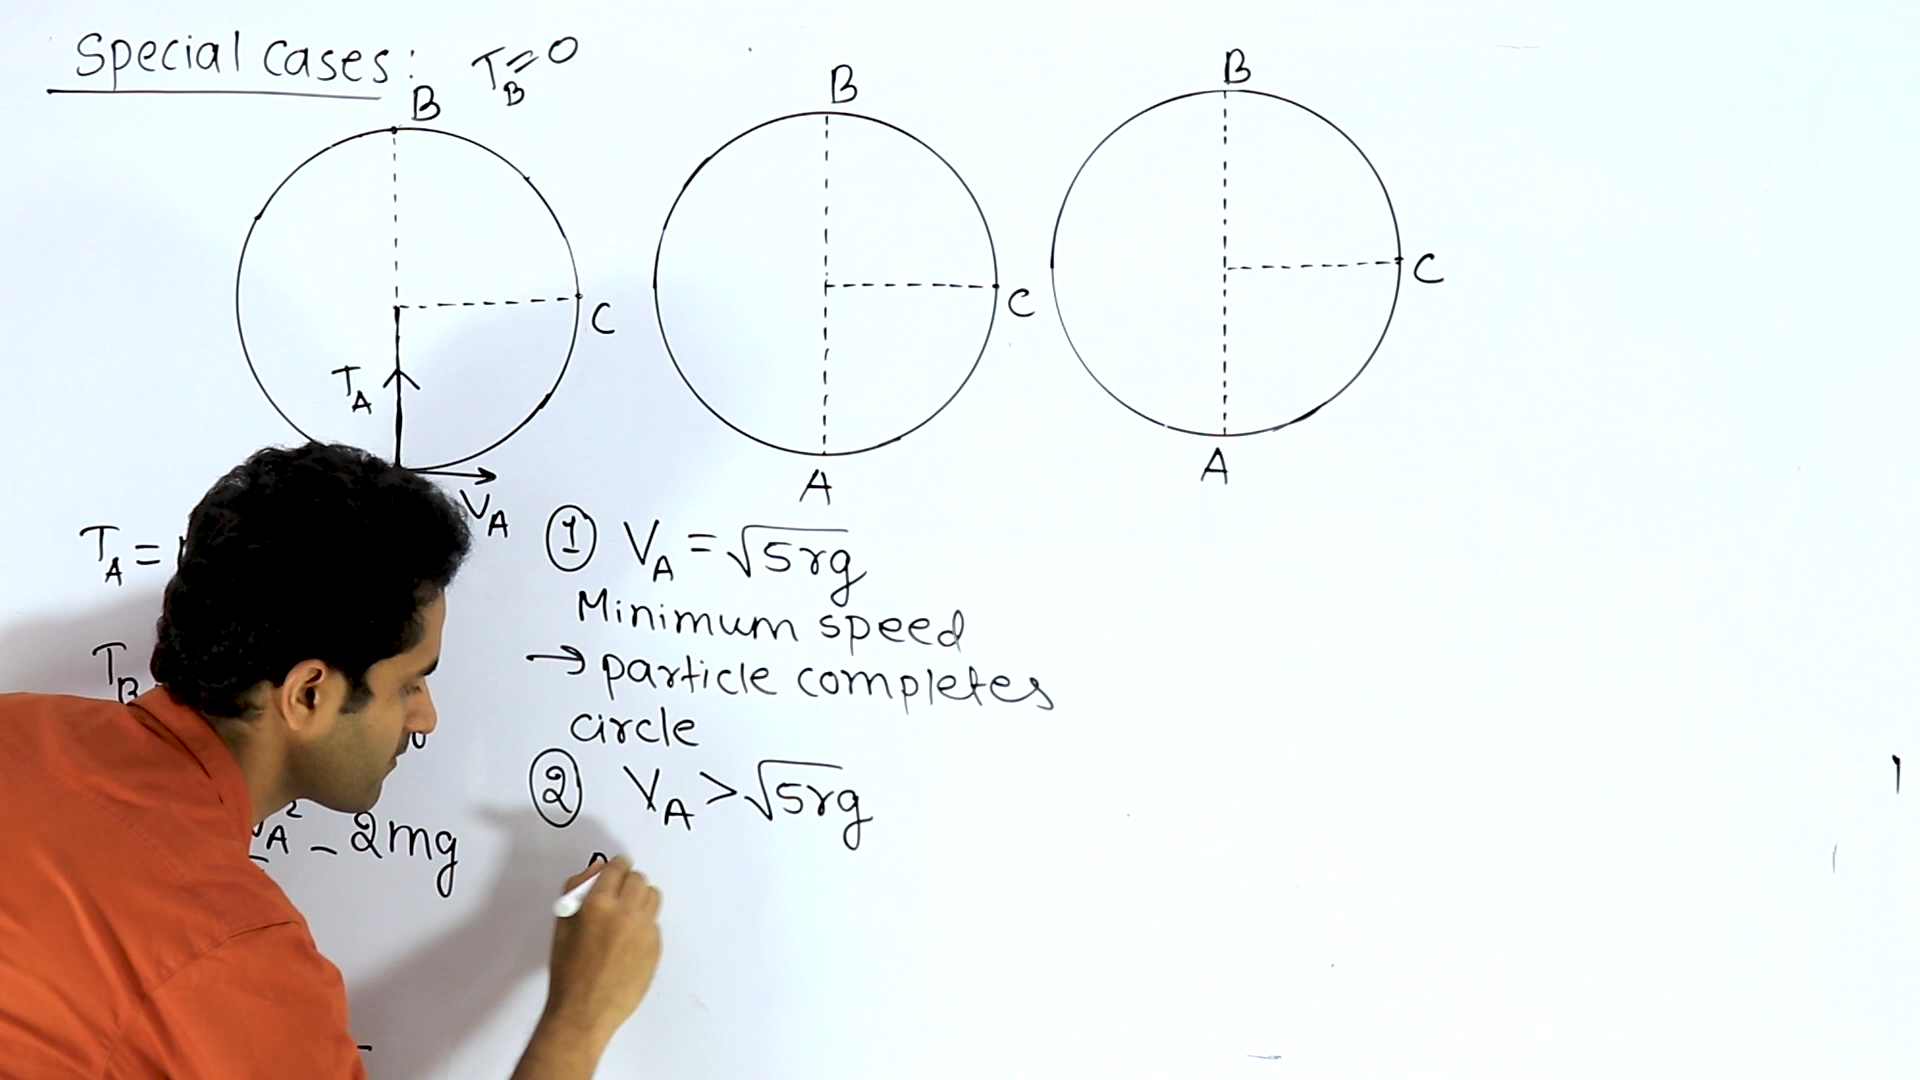 Special cases:
T_B = 0
B
B
B
C
C
C
T_A
V_A
A
A
T_A =
T_B
V_A² - 2mg
① V_A = √5rg
Minimum speed
→ particle completes
circle
② V_A > √5rg